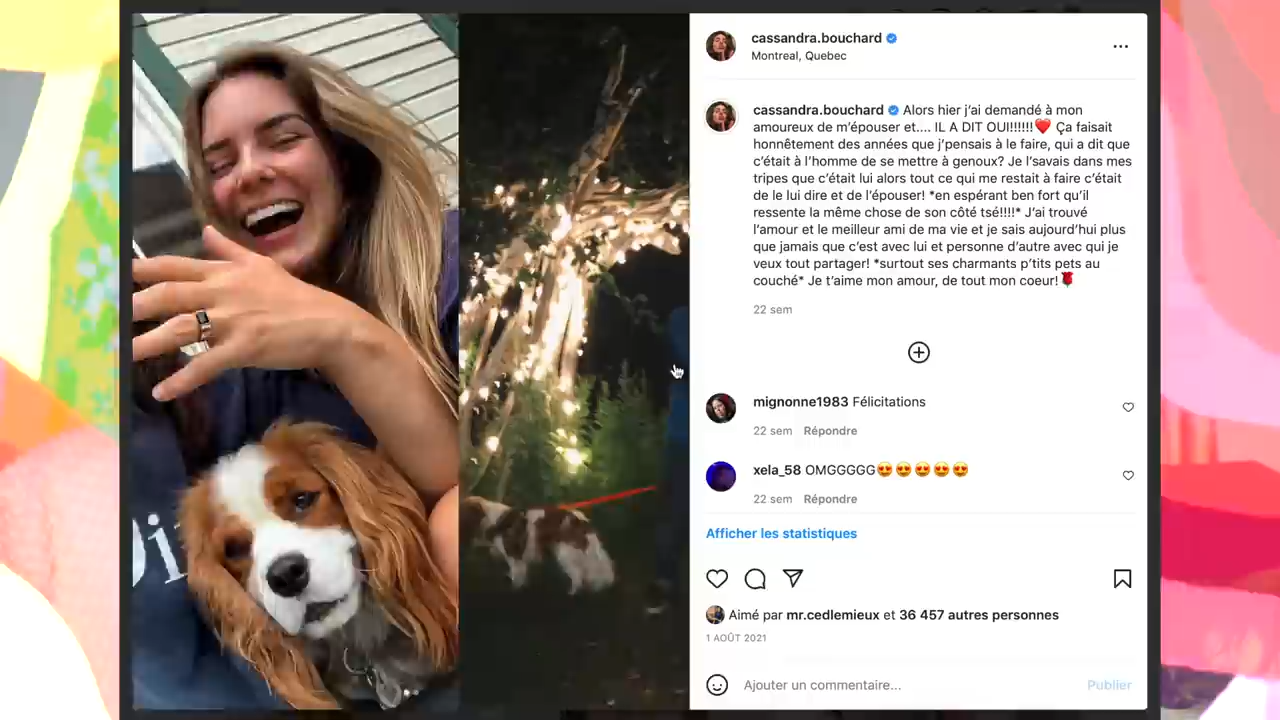 cassandra.bouchard
Montreal, Quebec
cassandra.bouchard Alors hier j'ai demandé à mon
amoureux de m'épouser et.... IL A DIT OUI!!!!!!❤️ Ça faisait
honnêtement des années que j'pensais à le faire, qui a dit que
c'était à l'homme de se mettre à genoux? Je l'savais dans mes
tripes que c'était lui alors tout ce qui me restait à faire c'était
de le lui dire et de l'épouser! *en espérant ben fort qu'il
ressente la même chose de son côté tsé!!!!* J'ai trouvé
l'amour et le meilleur ami de ma vie et je sais aujourd'hui plus
que jamais que c'est avec lui et personne d'autre avec qui je
veux tout partager! *surtout ses charmants p'tits pets au
couché* Je t'aime mon amour, de tout mon coeur!🌹
22 sem
mignonne1983 Félicitations
22 sem Répondre
xela_58 OMGGGGG😍😍😍😍😍
22 sem Répondre
Afficher les statistiques
Aimé par mr.cedlemieux et 36 457 autres personnes
1 AOÛT 2021
Ajouter un commentaire...
Publier